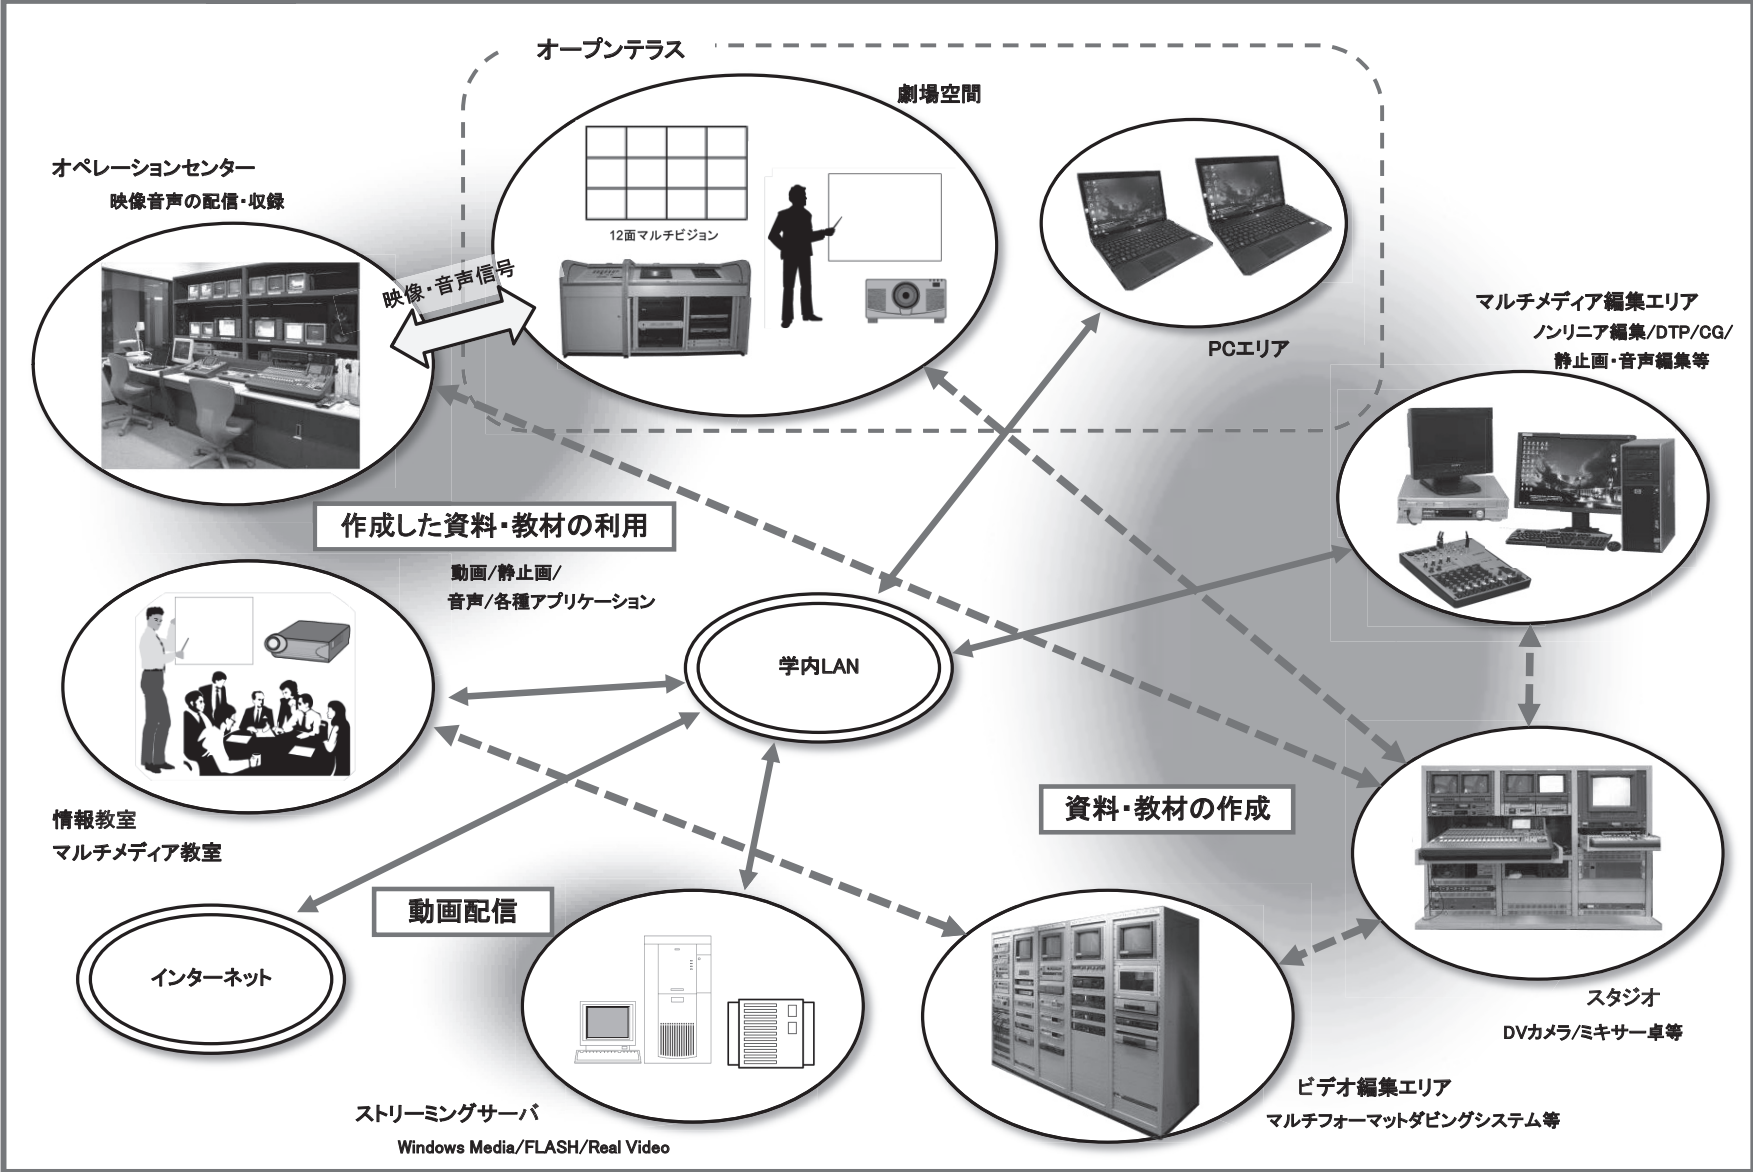 オープンテラス
劇場空間
オペレーションセンター
映像音声の配信・収録
12面マルチビジョン
映像・音声信号
マルチメディア編集エリア
ノンリニア編集/DTP/CG/
静止画・音声編集等
PCエリア
作成した資料・教材の利用
動画/静止画/
音声/各種アプリケーション
学内LAN
資料・教材の作成
情報教室
マルチメディア教室
動画配信
インターネット
スタジオ
DVカメラ/ミキサー卓等
ビデオ編集エリア
マルチフォーマットダビングシステム等
ストリーミングサーバ
Windows Media/FLASH/Real Video